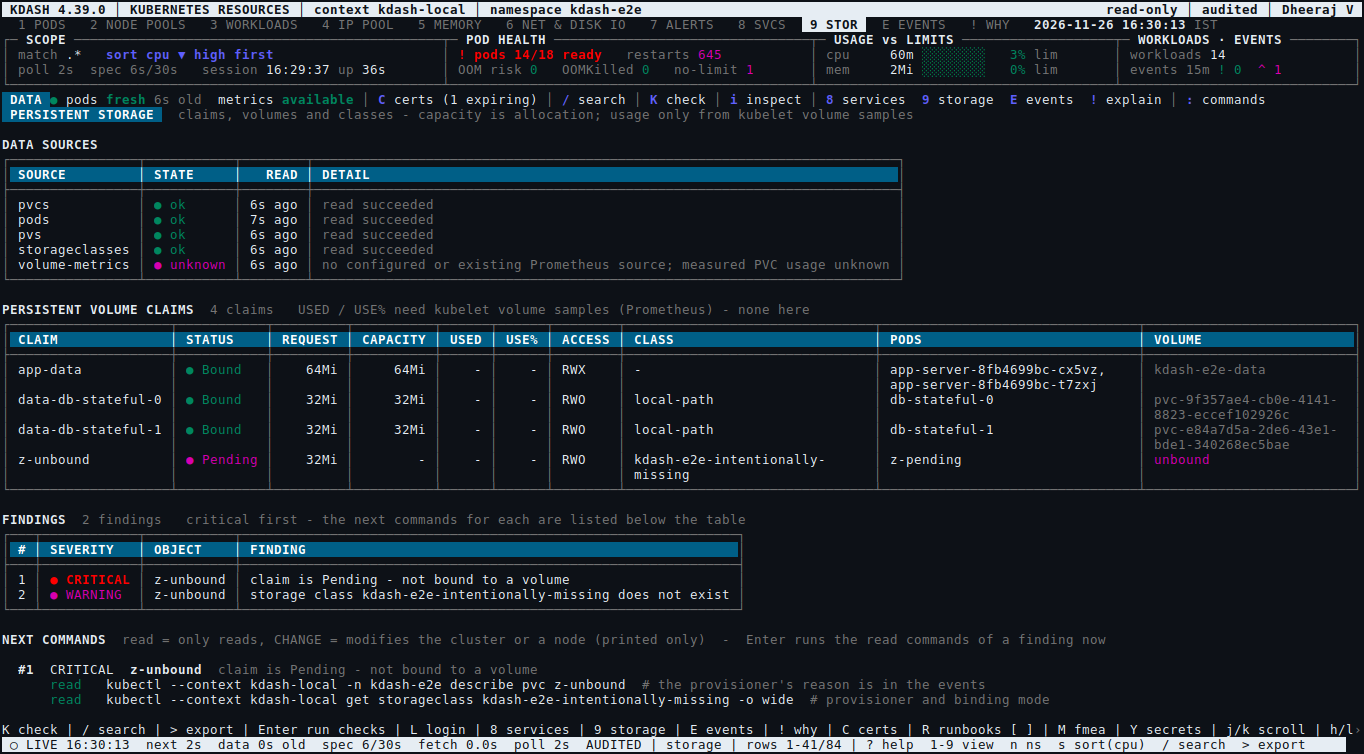 KDASH 4.39.0 │ KUBERNETES RESOURCES │ context kdash-local │ namespace kdash-e2e read-only │ audited │ Dheeraj V
1 PODS 2 NODE POOLS 3 WORKLOADS 4 IP POOL 5 MEMORY 6 NET & DISK IO 7 ALERTS 8 SVCS 9 STOR E EVENTS ! WHY 2026-11-26 16:30:13 IST
SCOPE POD HEALTH USAGE vs LIMITS WORKLOADS · EVENTS
match .* sort cpu ▼ high first ! pods 14/18 ready restarts 645 cpu 60m 3% lim workloads 14
poll 2s spec 6s/30s session 16:29:37 up 36s OOM risk 0 OOMKilled 0 no-limit 1 mem 2Mi 0% lim events 15m ! 0 ^ 1
DATA ● pods fresh 6s old metrics available │ C certs (1 expiring) │ / search │ K check │ i inspect │ 8 services 9 storage E events ! explain │ : commands
PERSISTENT STORAGE claims, volumes and classes - capacity is allocation; usage only from kubelet volume samples
DATA SOURCES
SOURCE STATE READ DETAIL
pvcs ● ok 6s ago read succeeded
pods ● ok 7s ago read succeeded
pvs ● ok 6s ago read succeeded
storageclasses ● ok 6s ago read succeeded
volume-metrics ● unknown 6s ago no configured or existing Prometheus source; measured PVC usage unknown
PERSISTENT VOLUME CLAIMS 4 claims USED / USE% need kubelet volume samples (Prometheus) - none here
CLAIM STATUS REQUEST CAPACITY USED USE% ACCESS CLASS PODS VOLUME
app-data ● Bound 64Mi 64Mi - - RWX - app-server-8fb4699bc-cx5vz, kdash-e2e-data
app-server-8fb4699bc-t7zxj
data-db-stateful-0 ● Bound 32Mi 32Mi - - RWO local-path db-stateful-0 pvc-9f357ae4-cb0e-4141-
8823-eccef102926c
data-db-stateful-1 ● Bound 32Mi 32Mi - - RWO local-path db-stateful-1 pvc-e84a7d5a-2de6-43e1-
bde1-340268ec5bae
z-unbound ● Pending 32Mi - - - RWO kdash-e2e-intentionally- z-pending unbound
missing
FINDINGS 2 findings critical first - the next commands for each are listed below the table
# SEVERITY OBJECT FINDING
1 ● CRITICAL z-unbound claim is Pending - not bound to a volume
2 ● WARNING z-unbound storage class kdash-e2e-intentionally-missing does not exist
NEXT COMMANDS read = only reads, CHANGE = modifies the cluster or a node (printed only) - Enter runs the read commands of a finding now
#1 CRITICAL z-unbound claim is Pending - not bound to a volume
read kubectl --context kdash-local -n kdash-e2e describe pvc z-unbound # the provisioner's reason is in the events
read kubectl --context kdash-local get storageclass kdash-e2e-intentionally-missing -o wide # provisioner and binding mode
K check | / search | > export | Enter run checks | L login | 8 services | 9 storage | E events | ! why | C certs | R runbooks [ ] | M fmea | Y secrets | j/k scroll | h/l›
○ LIVE 16:30:13 next 2s data 0s old spec 6/30s fetch 0.0s poll 2s AUDITED | storage | rows 1-41/84 | ? help 1-9 view n ns s sort(cpu) / search > export